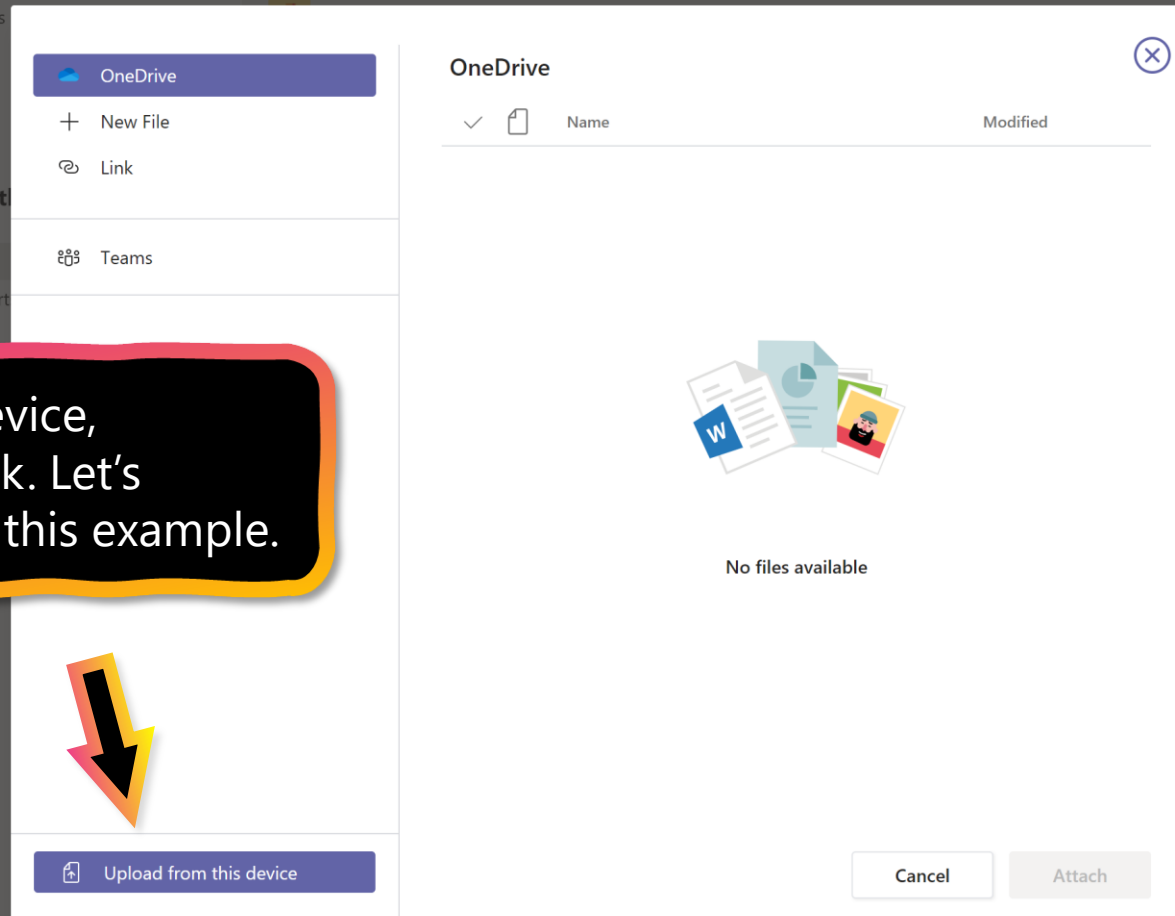 OneDrive
New File
Link
Teams
OneDrive
Name
Modified
k. Let's
this example.
W
No files available
Upload from this device
Cancel
Attach